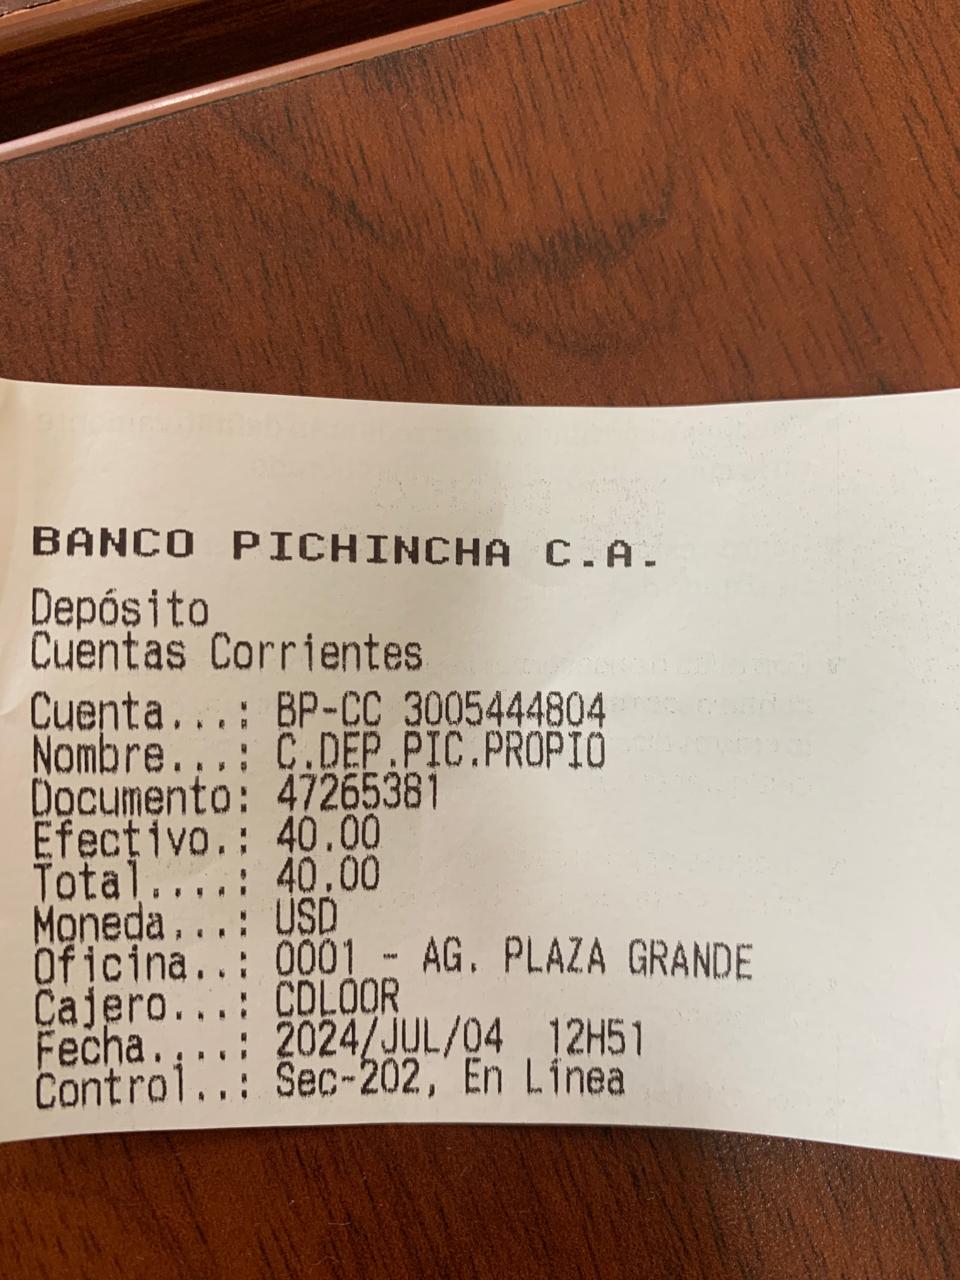 BANCO PICHINCHA C.A.
Depósito
Cuentas Corrientes
Cuenta...: BP-CC 3005444804
Nombre...: C.DEP.PIC.PROPIO
Documento: 47265381
Efectivo.: 40.00
Total....: 40.00
Moneda...: USD
Oficina..: 0001 - AG. PLAZA GRANDE
Cajero...: CDLOOR
Fecha....: 2024/JUL/04  12H51
Control..: Sec-202, En Línea